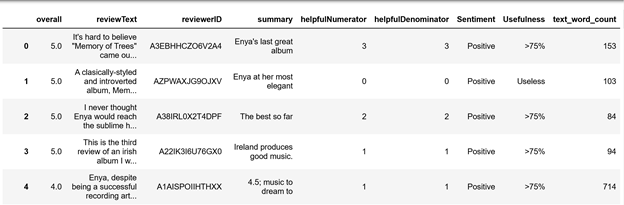 overall reviewText reviewerID summary helpfulNumerator helpfulDenominator Sentiment Usefulness text_word_count
0 5.0 It's hard to believe "Memory of Trees" came ou... A3EBHHCZO6V2A4 Enya's last great album 3 3 Positive >75% 153
1 5.0 A clasically-styled and introverted album, Mem... AZPWAXJG9OJXV Enya at her most elegant 0 0 Positive Useless 103
2 5.0 I never thought Enya would reach the sublime h... A38IRL0X2T4DPF The best so far 2 2 Positive >75% 84
3 5.0 This is the third review of an irish album I w... A22IK3I6U76GX0 Ireland produces good music. 1 1 Positive >75% 94
4 4.0 Enya, despite being a successful recording art... A1AISPOIIHTHXX 4.5; music to dream to 1 1 Positive >75% 714